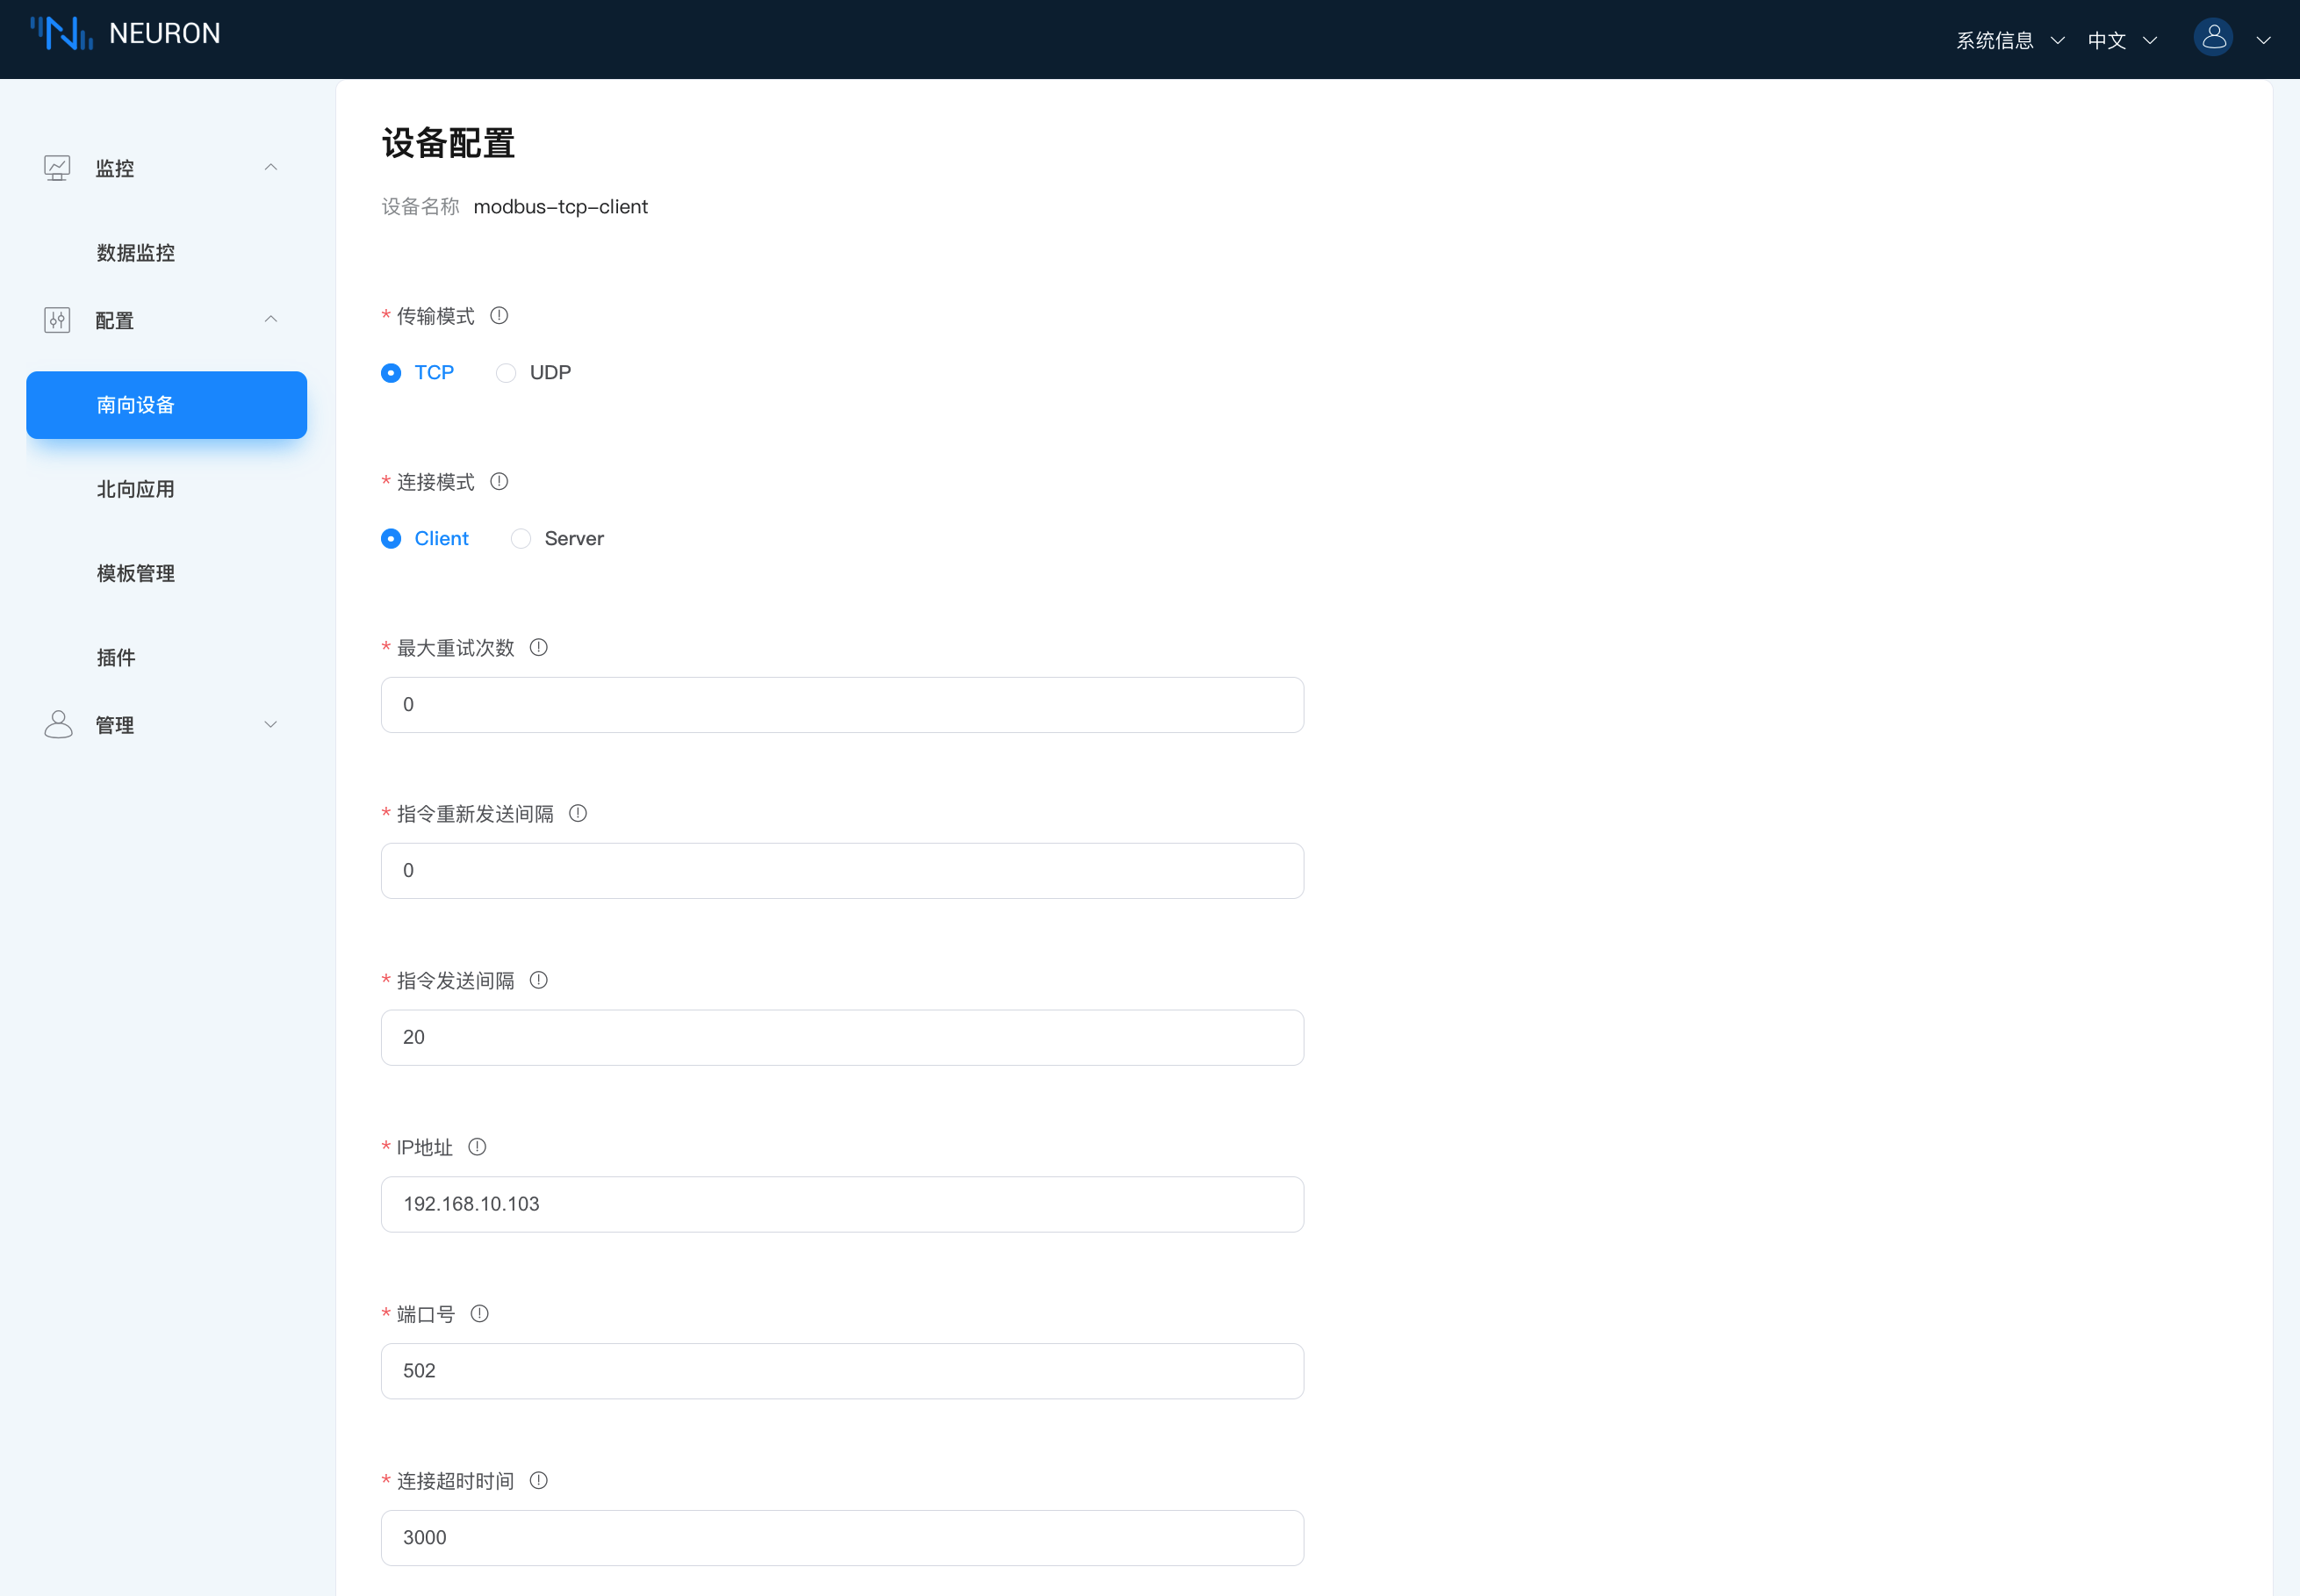 NEURON
系统信息
中文
监控
数据监控
配置
南向设备
北向应用
模板管理
插件
管理
设备配置
设备名称 modbus-tcp-client
* 传输模式
TCP UDP
* 连接模式
Client Server
* 最大重试次数
0
* 指令重新发送间隔
0
* 指令发送间隔
20
* IP地址
192.168.10.103
* 端口号
502
* 连接超时时间
3000